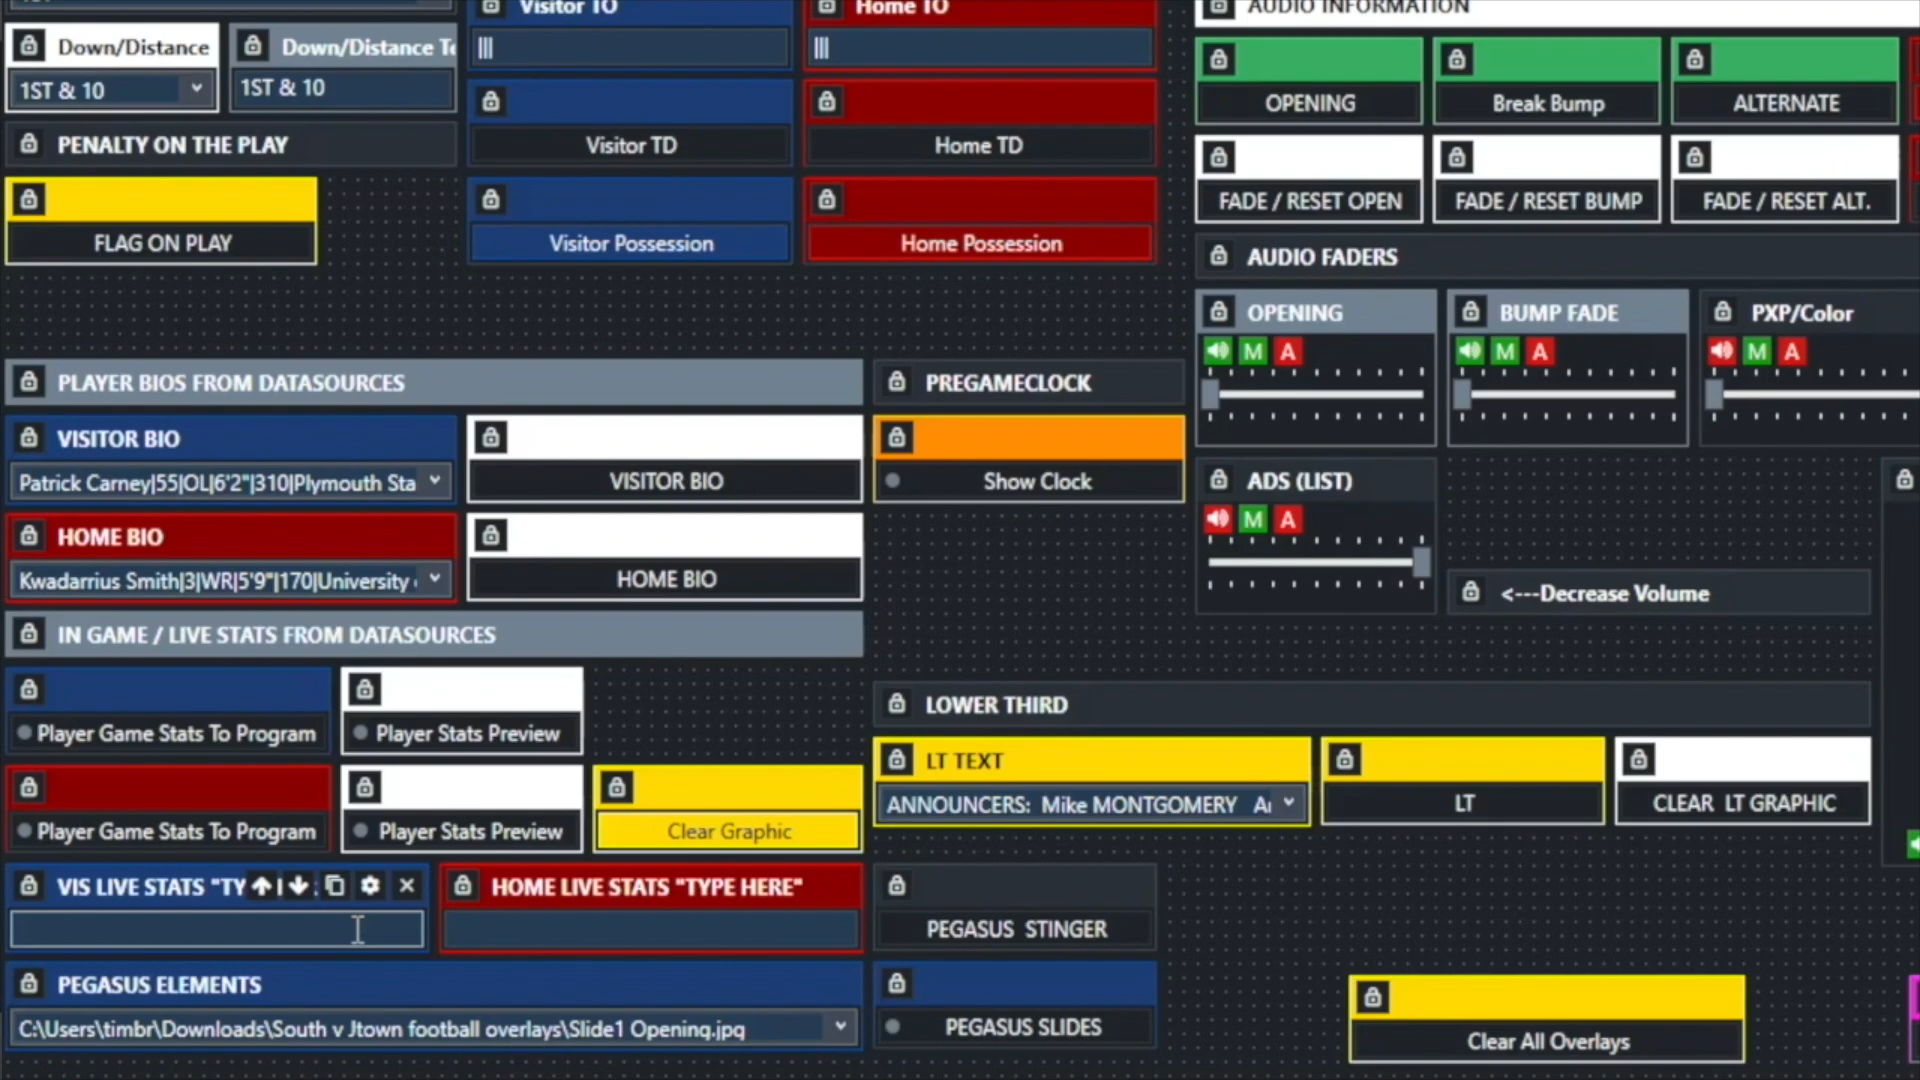 Visitor TO
Home TO
AUDIO INFORMATION
Down/Distance
Down/Distance Te
|||
|||
1ST & 10
1ST & 10
OPENING
Break Bump
ALTERNATE
PENALTY ON THE PLAY
Visitor TD
Home TD
FADE / RESET OPEN
FADE / RESET BUMP
FADE / RESET ALT.
FLAG ON PLAY
Visitor Possession
Home Possession
AUDIO FADERS
OPENING
BUMP FADE
PXP/Color
M A
M A
M A
PLAYER BIOS FROM DATASOURCES
PREGAMECLOCK
VISITOR BIO
Patrick Carney|55|OL|6'2"|310|Plymouth Sta
VISITOR BIO
Show Clock
ADS (LIST)
M A
HOME BIO
Kwadarrius Smith|3|WR|5'9"|170|University
HOME BIO
<---Decrease Volume
IN GAME / LIVE STATS FROM DATASOURCES
Player Game Stats To Program
Player Stats Preview
LOWER THIRD
LT TEXT
ANNOUNCERS: Mike MONTGOMERY
LT
CLEAR LT GRAPHIC
Player Game Stats To Program
Player Stats Preview
Clear Graphic
VIS LIVE STATS "TY
HOME LIVE STATS "TYPE HERE"
PEGASUS STINGER
PEGASUS ELEMENTS
C:\Users\timbr\Downloads\South v Jtown football overlays\Slide1 Opening.jpg
PEGASUS SLIDES
Clear All Overlays